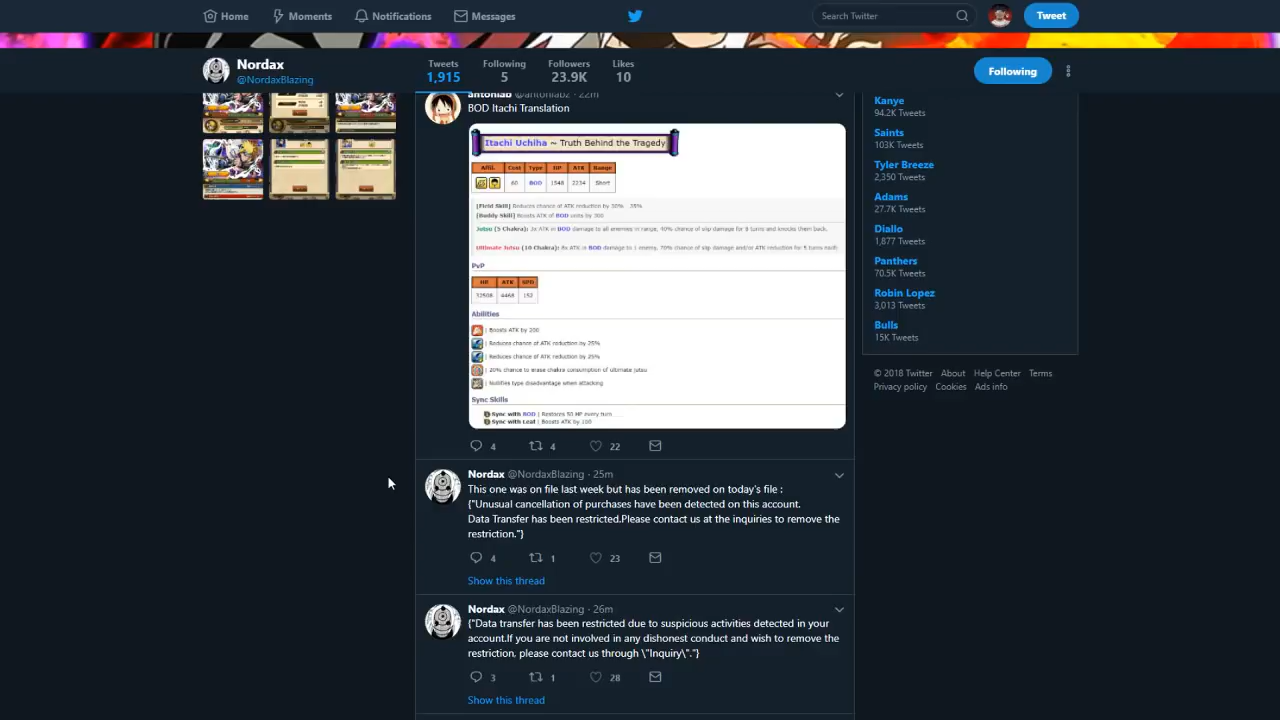 Home
Moments
Notifications
Messages
Search Twitter
Tweet
Nordax
@NordaxBlazing
Tweets
1,915
Following
5
Followers
23.9K
Likes
10
Following
antoniab @antoniabz · 22m
BOD Itachi Translation
Itachi Uchiha ~ Truth Behind the Tragedy
Cost Type HP ATK Range
60 BOD 1548 2234 Short
[Field Skill] Reduces chance of ATK reduction by 30% 35%
[Buddy Skill] Boosts ATK of BOD units by 300
Jutsu [5 Chakra]: 3x ATK in BOD damage to all enemies in range, 40% chance of slip damage for 8 turns and knocks them back.
Ultimate Jutsu [10 Chakra]: 8x ATK in BOD damage to 1 enemy, 70% chance of slip damage and/or ATK reduction for 5 turns each.
PvP
HP ATK SPD
32508 4468 152
Abilities
| Boosts ATK by 200
| Reduces chance of ATK reduction by 25%
| Reduces chance of ATK reduction by 25%
| 20% chance to erase chakra consumption of ultimate jutsu
| Nullifies type disadvantage when attacking
Sync Skills
Sync with BOD | Restores 50 HP every turn
Sync with Leaf | Boosts ATK by 100
4 4 22
Nordax @NordaxBlazing · 25m
This one was on file last week but has been removed on today's file :
{"Unusual cancellation of purchases have been detected on this account.
Data Transfer has been restricted.Please contact us at the inquiries to remove the
restriction."}
4 1 23
Show this thread
Nordax @NordaxBlazing · 26m
{"Data transfer has been restricted due to suspicious activities detected in your
account.If you are not involved in any dishonest conduct and wish to remove the
restriction, please contact us through \"Inquiry\"."}
3 1 28
Show this thread
Kanye
94.2K Tweets
Saints
103K Tweets
Tyler Breeze
2,350 Tweets
Adams
27.7K Tweets
Diallo
1,877 Tweets
Panthers
70.5K Tweets
Robin Lopez
3,013 Tweets
Bulls
15K Tweets
© 2018 Twitter About Help Center Terms
Privacy policy Cookies Ads info